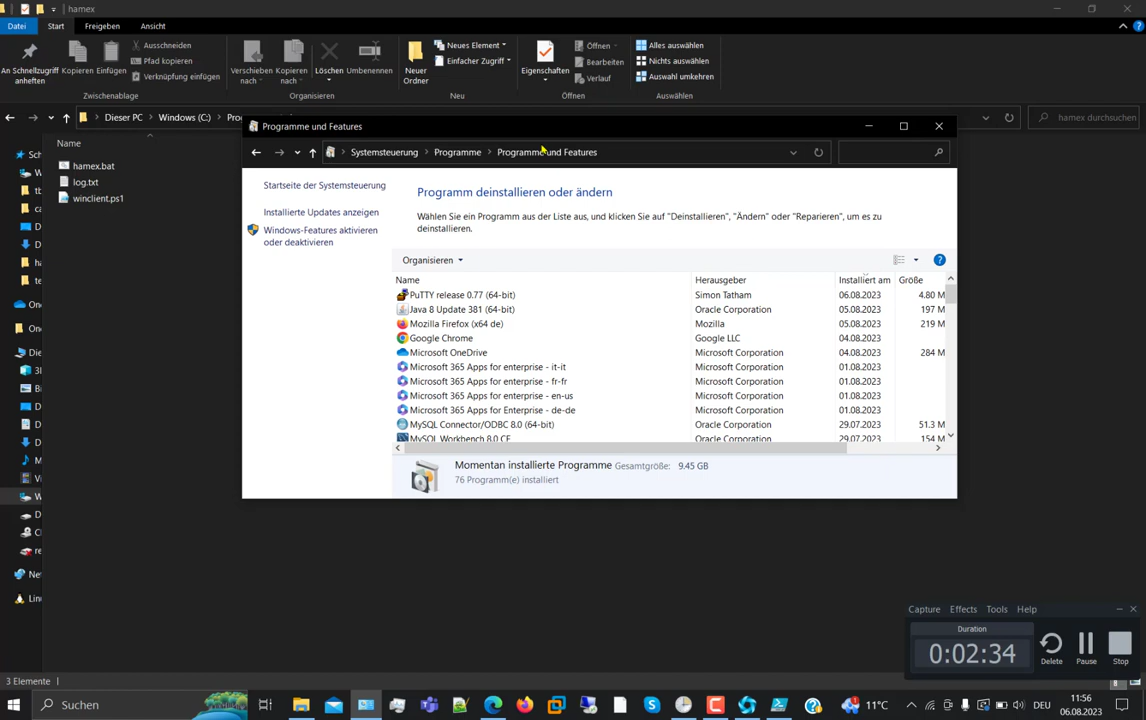 hamex
Datei Start Freigeben Ansicht
An Schnellzugriff anheften
Kopieren
Einfügen
Ausschneiden
Pfad kopieren
Verknüpfung einfügen
Zwischenablage
Verschieben nach
Kopieren nach
Löschen
Umbenennen
Organisieren
Neuer Ordner
Neues Element
Einfacher Zugriff
Neu
Eigenschaften
Öffnen
Bearbeiten
Verlauf
Öffnen
Alles auswählen
Nichts auswählen
Auswahl umkehren
Auswählen
Dieser PC Windows (C:)
hamex durchsuchen
Name
hamex.bat
log.txt
winclient.ps1
Programme und Features
Systemsteuerung Programme Programme und Features
Startseite der Systemsteuerung
Installierte Updates anzeigen
Windows-Features aktivieren
oder deaktivieren
Programm deinstallieren oder ändern
Wählen Sie ein Programm aus der Liste aus, und klicken Sie auf "Deinstallieren", "Ändern" oder "Reparieren", um es zu
deinstallieren.
Organisieren
Name Herausgeber Installiert am Größe
PuTTY release 0.77 (64-bit) Simon Tatham 06.08.2023 4.80 M
Java 8 Update 381 (64-bit) Oracle Corporation 05.08.2023 197 M
Mozilla Firefox (x64 de) Mozilla 05.08.2023 219 M
Google Chrome Google LLC 04.08.2023
Microsoft OneDrive Microsoft Corporation 04.08.2023 284 M
Microsoft 365 Apps for enterprise - it-it Microsoft Corporation 01.08.2023
Microsoft 365 Apps for enterprise - fr-fr Microsoft Corporation 01.08.2023
Microsoft 365 Apps for enterprise - en-us Microsoft Corporation 01.08.2023
Microsoft 365 Apps for Enterprise - de-de Microsoft Corporation 01.08.2023
MySQL Connector/ODBC 8.0 (64-bit) Oracle Corporation 29.07.2023 51.3 M
MySQL Workbench 8.0 CE Oracle Corporation 29.07.2023 154 M
Momentan installierte Programme Gesamtgröße: 9.45 GB
76 Programm(e) installiert
Capture Effects Tools Help
Duration
0:02:34
Delete Pause Stop
3 Elemente
Suchen
11°C
DEU
11:56
06.08.2023